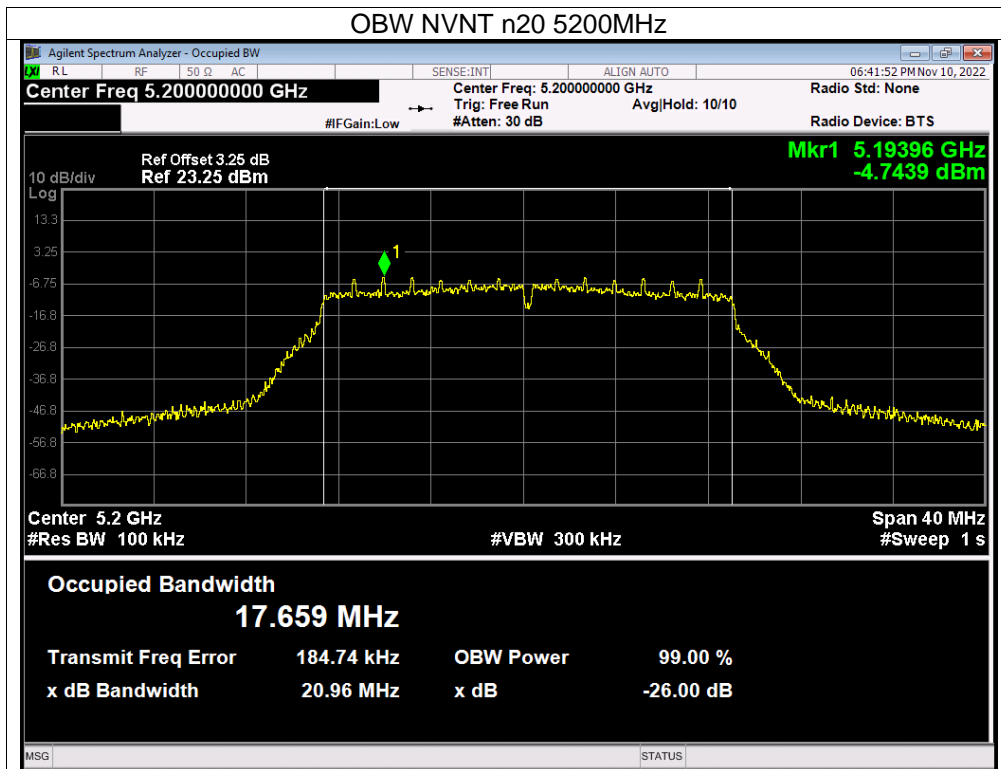 OBW NVNT n20 5200MHz
Agilent Spectrum Analyzer - Occupied BW
LXI RL RF 50 Ω AC SENSE:INT ALIGN AUTO 06:41:52 PM Nov 10, 2022
Center Freq 5.200000000 GHz Center Freq: 5.200000000 GHz Radio Std: None
Trig: Free Run Avg|Hold: 10/10
#IFGain:Low #Atten: 30 dB Radio Device: BTS
Mkr1 5.19396 GHz
-4.7439 dBm
Ref Offset 3.25 dB
10 dB/div Ref 23.25 dBm
Log
13.3
1
3.25
-6.75
-16.8
-26.8
-36.8
-46.8
-56.8
-66.8
Center 5.2 GHz Span 40 MHz
#Res BW 100 kHz #VBW 300 kHz #Sweep 1 s
Occupied Bandwidth
17.659 MHz
Transmit Freq Error 184.74 kHz OBW Power 99.00 %
x dB Bandwidth 20.96 MHz x dB -26.00 dB
MSG STATUS